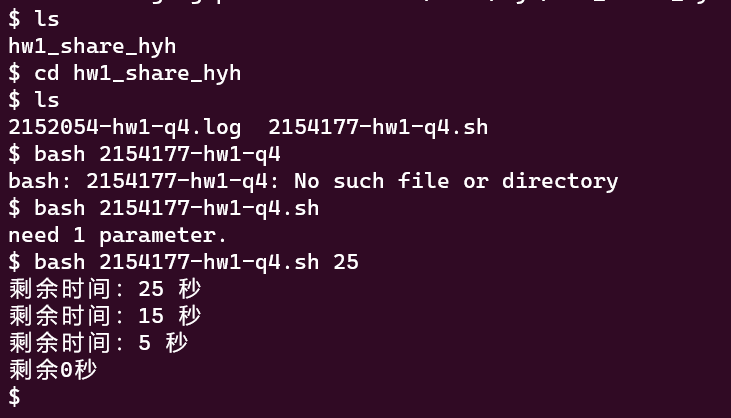 $ ls
hw1_share_hyh
$ cd hw1_share_hyh
$ ls
2152054-hw1-q4.log  2154177-hw1-q4.sh
$ bash 2154177-hw1-q4
bash: 2154177-hw1-q4: No such file or directory
$ bash 2154177-hw1-q4.sh
need 1 parameter.
$ bash 2154177-hw1-q4.sh 25
剩余时间: 25 秒
剩余时间: 15 秒
剩余时间: 5 秒
剩余0秒
$